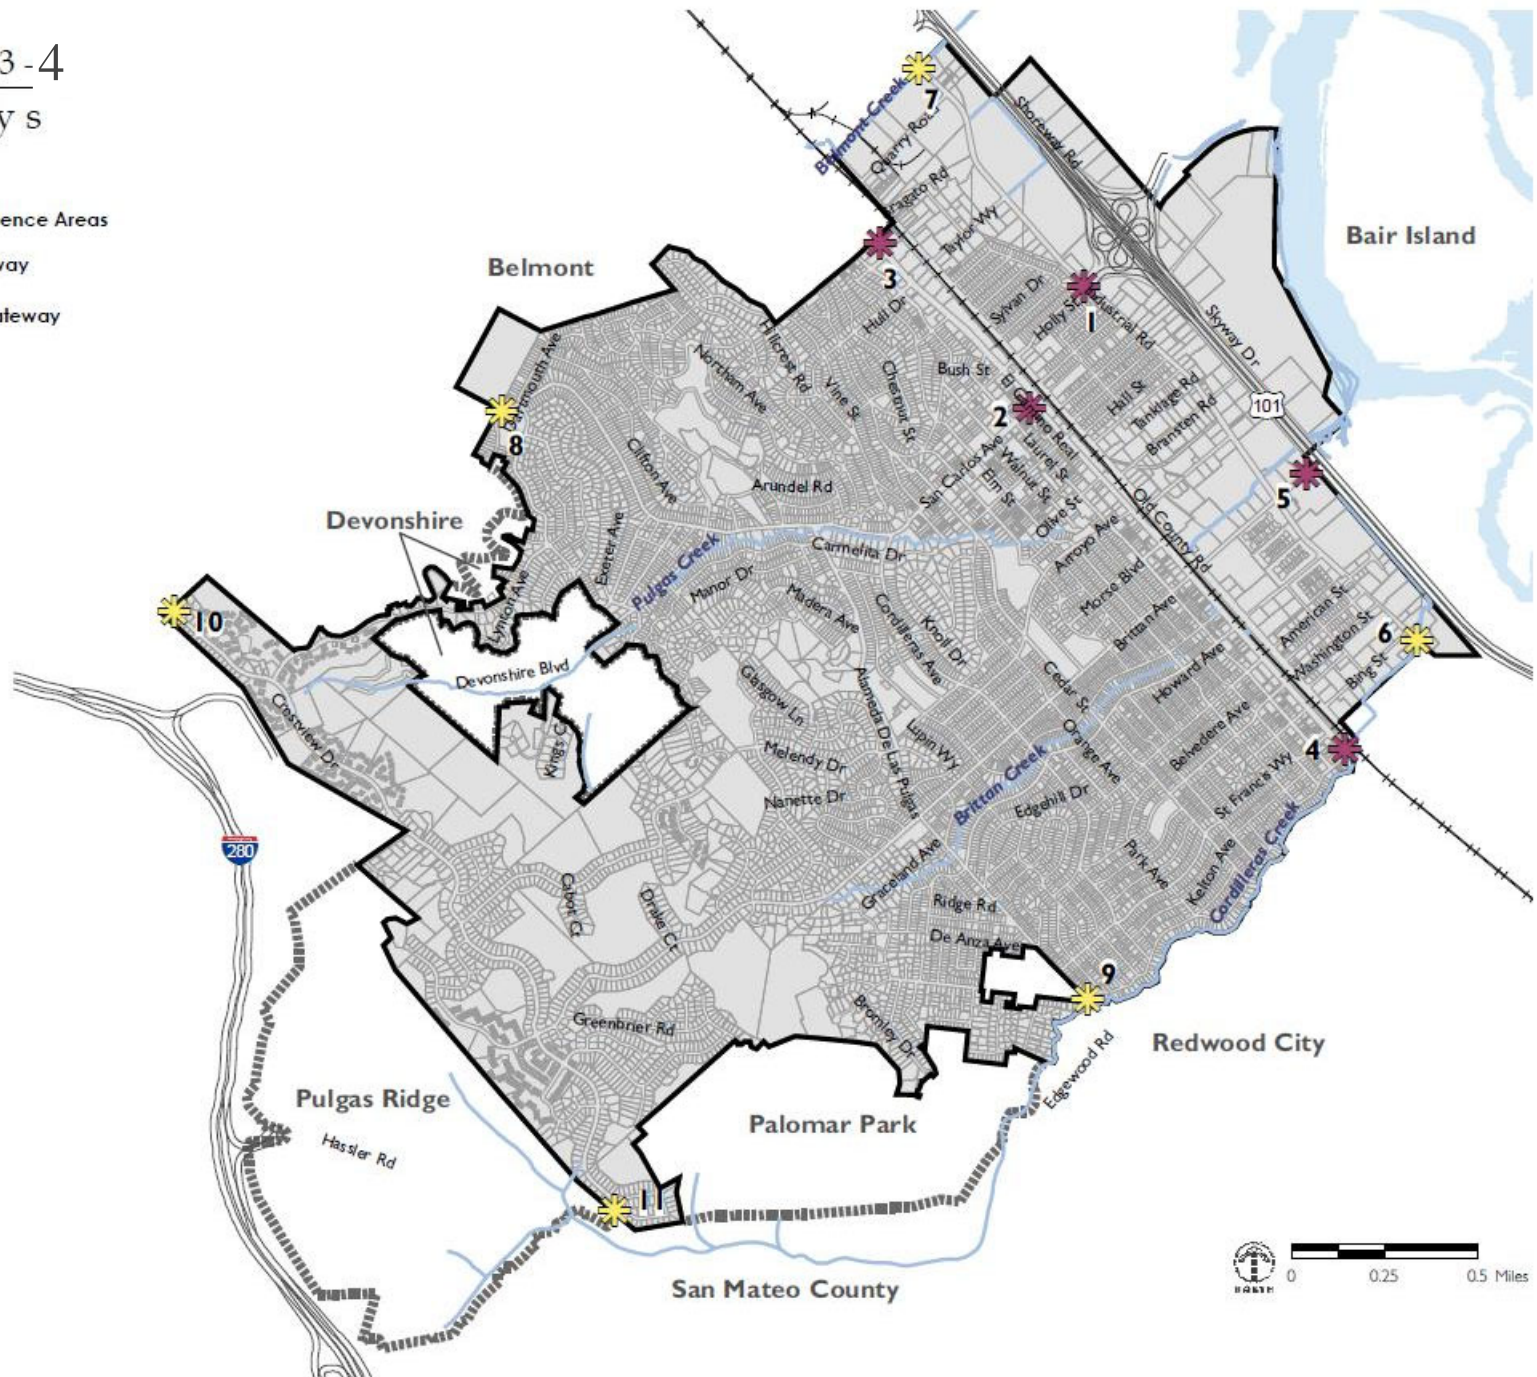 3-4
ys
ence Areas
way
ateway
7
Belmont Creek
Shoreway Rd
Taylor Wy
Bair Island
Belmont
3
Hull Dr
Sylvan Dr
Holly St
1
Industrial Rd
Skyway Dr
Hillcrest Rd
Northam Ave
Vine St
Chestnut St
Bush St
El Camino Real
2
Hall St
Tanklage Rd
Bransten Rd
101
Dartmouth Ave
8
Clifton Ave
Arundel Rd
San Carlos Ave
Laurel St
Walnut St
Elm St
Olive St
5
Old County Rd
Devonshire
Exeter Ave
Pulgas Creek
Carmelita Dr
Arroyo Ave
Morse Blvd
Brittan Ave
American St
Washington St
Bing St
6
Manor Dr
Madera Ave
Cordilleras Ave
Knoll Dr
Lynton Ave
10
Devonshire Blvd
Crestview Dr
Kings Ct
Glasgow Ln
Melendy Dr
Nanette Dr
Alameda De Las Pulgas
Lupin Wy
Cedar St
Orange Ave
Howard Ave
Belvedere Ave
St Francis Wy
4
Brittan Creek
Edgehill Dr
Park Ave
Kelton Ave
Cordilleras Creek
280
Graceland Ave
Ridge Rd
De Anza Ave
9
Cabot Ct
Drake Ct
Greenbrier Rd
Bromley Dr
Edgewood Rd
Redwood City
Pulgas Ridge
Hassler Rd
Palomar Park
11
San Mateo County
NORTH
0 0.25 0.5 Miles